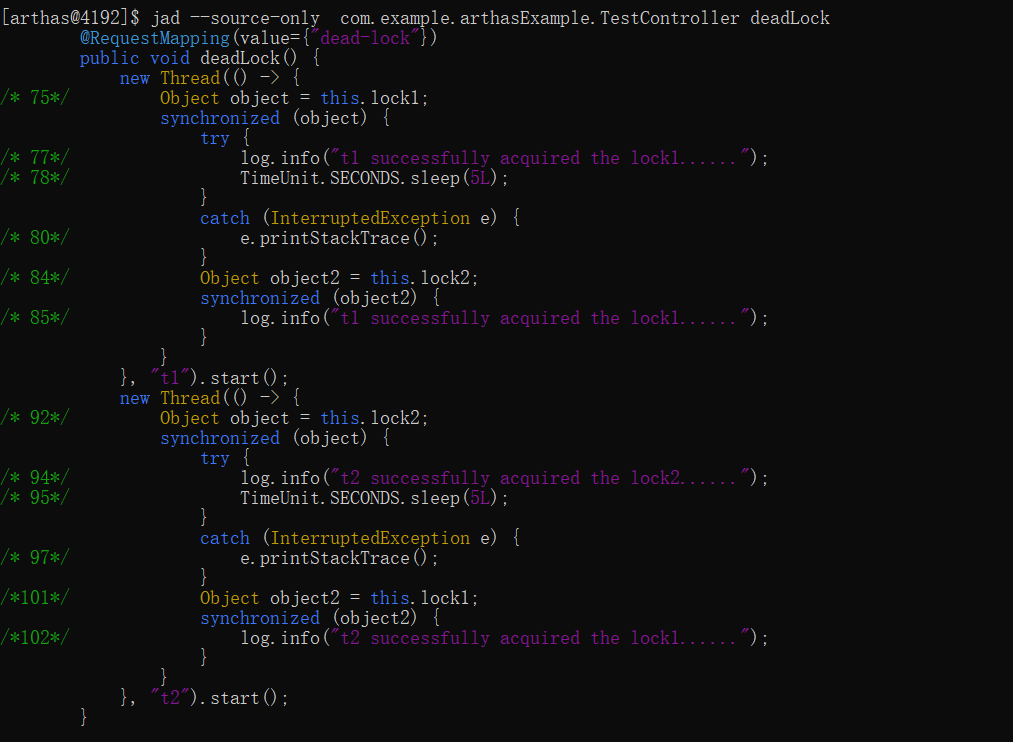 [arthas@4192]$ jad --source-only  com.example.arthasExample.TestController deadLock
        @RequestMapping(value={"dead-lock"})
        public void deadLock() {
            new Thread(() -> {
/* 75*/         Object object = this.lock1;
                synchronized (object) {
                    try {
/* 77*/                 log.info("t1 successfully acquired the lock1......");
/* 78*/                 TimeUnit.SECONDS.sleep(5L);
                    }
                    catch (InterruptedException e) {
/* 80*/                 e.printStackTrace();
                    }
/* 84*/             Object object2 = this.lock2;
                    synchronized (object2) {
/* 85*/                 log.info("t1 successfully acquired the lock1......");
                    }
                }
            }, "t1").start();
            new Thread(() -> {
/* 92*/         Object object = this.lock2;
                synchronized (object) {
                    try {
/* 94*/                 log.info("t2 successfully acquired the lock2......");
/* 95*/                 TimeUnit.SECONDS.sleep(5L);
                    }
                    catch (InterruptedException e) {
/* 97*/                 e.printStackTrace();
                    }
/*101*/             Object object2 = this.lock1;
                    synchronized (object2) {
/*102*/                 log.info("t2 successfully acquired the lock1......");
                    }
                }
            }, "t2").start();
        }